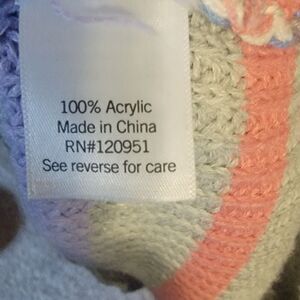 100% Acrylic
Made in China
RN#120951
See reverse for care